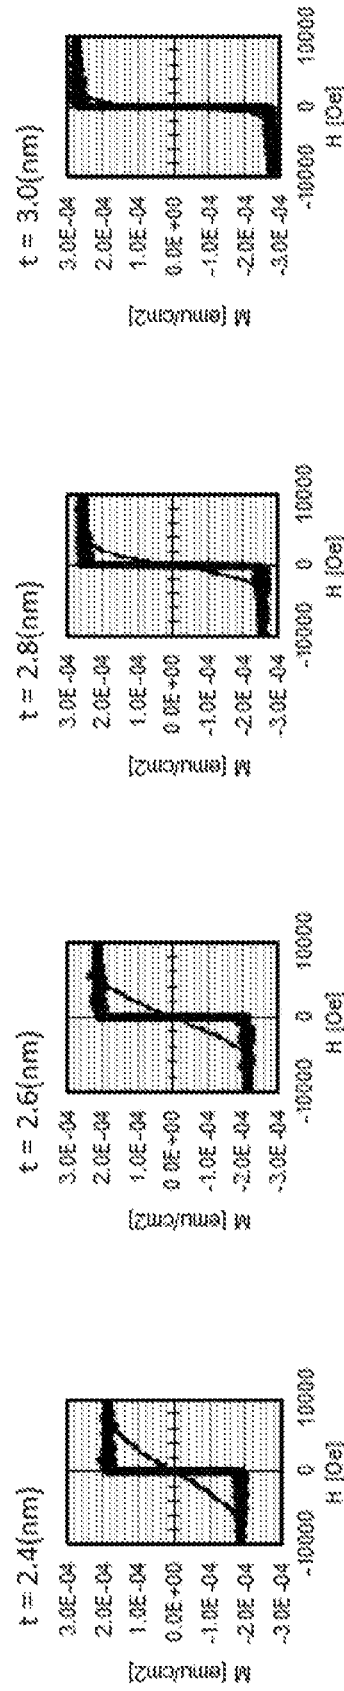 t = 2.4(nm)
M [emu/cm2]
3.0E-04
2.0E-04
1.0E-04
0.0E+00
-1.0E-04
-2.0E-04
-3.0E-04
-10000
0
10000
H [Oe]
t = 2.6(nm)
M [emu/cm2]
3.0E-04
2.0E-04
1.0E-04
0.0E+00
-1.0E-04
-2.0E-04
-3.0E-04
-10000
0
10000
H [Oe]
t = 2.8(nm)
M [emu/cm2]
3.0E-04
2.0E-04
1.0E-04
0.0E+00
-1.0E-04
-2.0E-04
-3.0E-04
-10000
0
10000
H [Oe]
t = 3.0(nm)
M [emu/cm2]
3.0E-04
2.0E-04
1.0E-04
0.0E+00
-1.0E-04
-2.0E-04
-3.0E-04
-10000
0
10000
H [Oe]